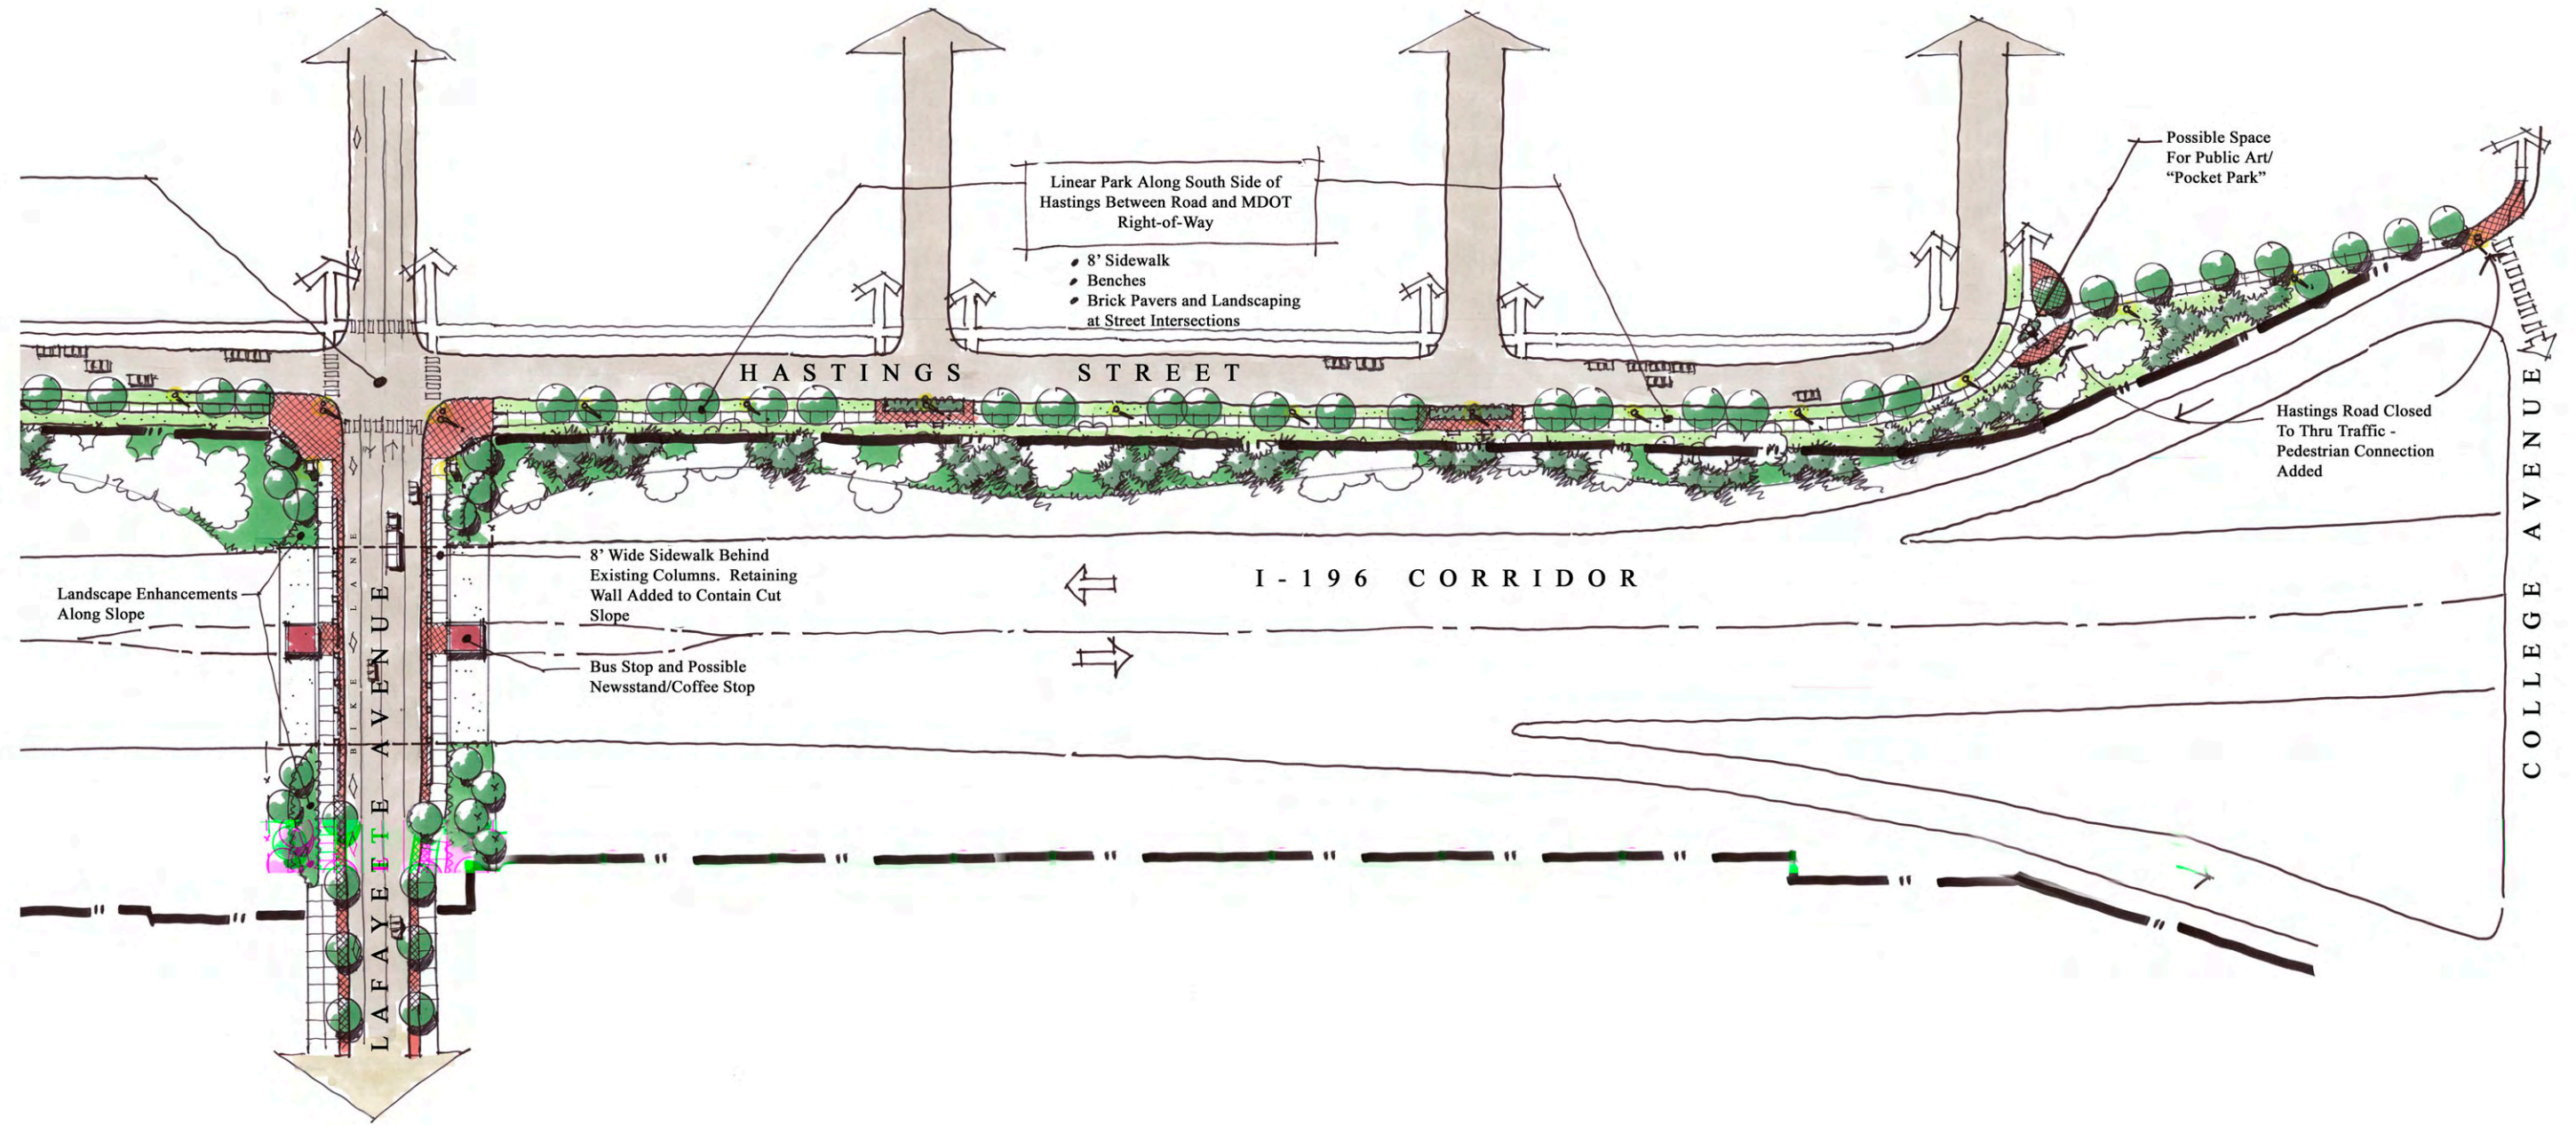 Possible Space
For Public Art/
“Pocket Park”
Linear Park Along South Side of
Hastings Between Road and MDOT
Right-of-Way
8’ Sidewalk
Benches
Brick Pavers and Landscaping
at Street Intersections
HASTINGS STREET
Hastings Road Closed
To Thru Traffic -
Pedestrian Connection
Added
8’ Wide Sidewalk Behind
Existing Columns. Retaining
Wall Added to Contain Cut
Slope
I-196 CORRIDOR
Landscape Enhancements
Along Slope
Bus Stop and Possible
Newsstand/Coffee Stop
BIKE LANE
LAFAYETTE AVENUE
COLLEGE AVENUE